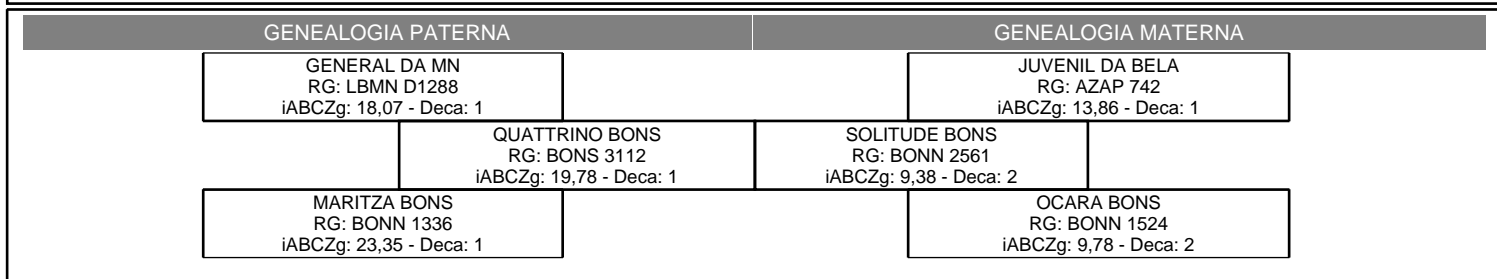 GENEALOGIA PATERNA
GENEALOGIA MATERNA
GENERAL DA MN
RG: LBMN D1288
iABCZg: 18,07 - Deca: 1
JUVENIL DA BELA
RG: AZAP 742
iABCZg: 13,86 - Deca: 1
QUATTRINO BONS
RG: BONS 3112
iABCZg: 19,78 - Deca: 1
SOLITUDE BONS
RG: BONN 2561
iABCZg: 9,38 - Deca: 2
MARITZA BONS
RG: BONN 1336
iABCZg: 23,35 - Deca: 1
OCARA BONS
RG: BONN 1524
iABCZg: 9,78 - Deca: 2